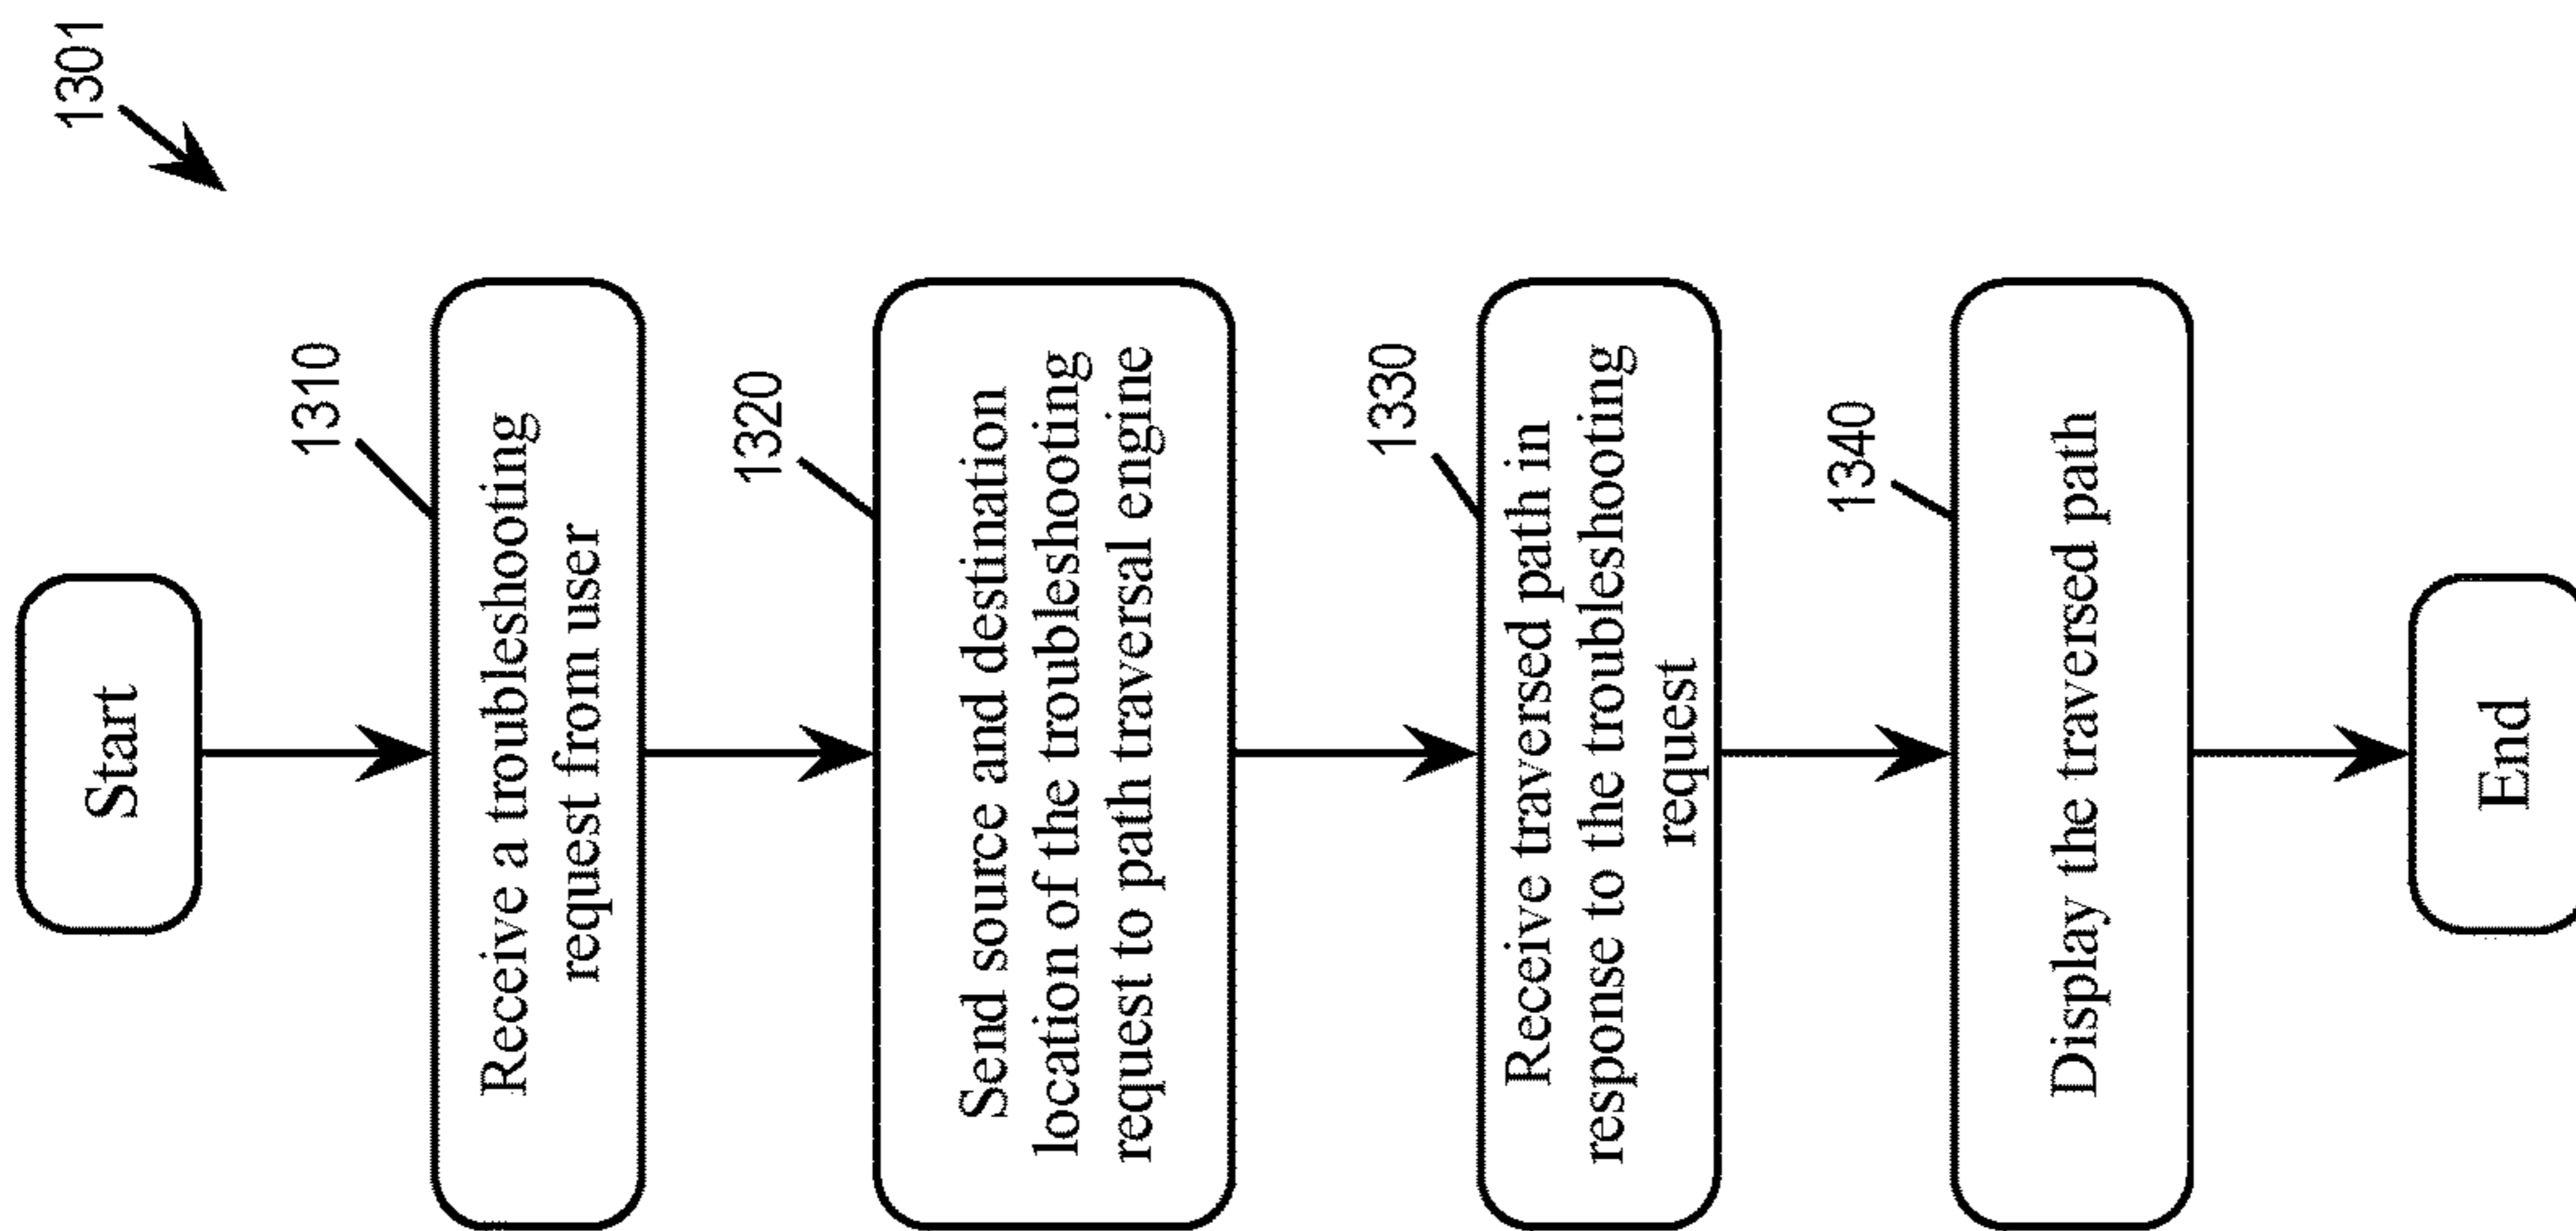 1301
Start
1310
Receive a troubleshooting
request from user
1320
Send source and destination
location of the troubleshooting
request to path traversal engine
1330
Receive traversed path in
response to the troubleshooting
request
1340
Display the traversed path
End